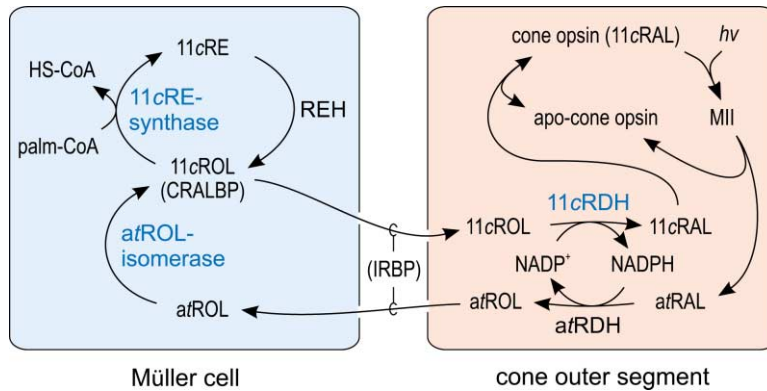 11cRE
HS-CoA
11cRE-
synthase
REH
palm-CoA
11cROL
(CRALBP)
atROL-
isomerase
atROL
Müller cell
(IRBP)
cone opsin (11cRAL)
hv
apo-cone opsin
MII
11cRDH
11cROL
11cRAL
NADP⁺
NADPH
atROL
atRAL
atRDH
cone outer segment